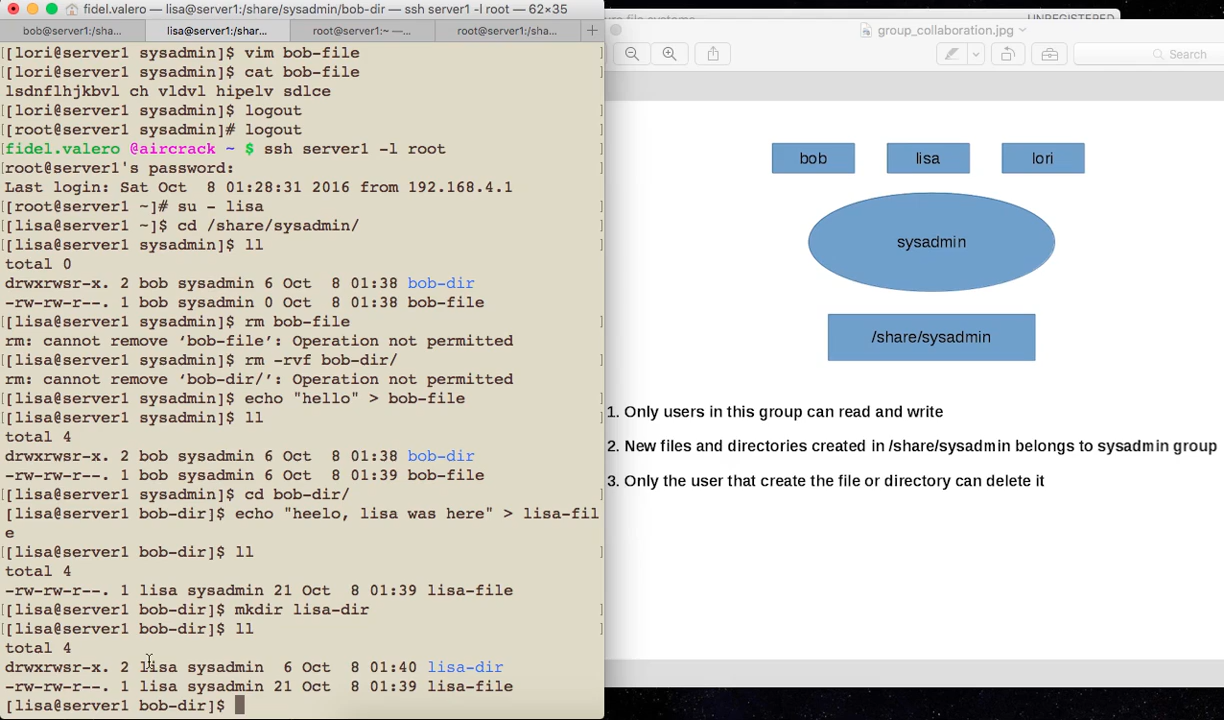 fidel.valero — lisa@server1:/share/sysadmin/bob-dir — ssh server1 -l root — 62×35
bob@server1:/sha... lisa@server1:/shar... root@server1:~ —... root@server1:/sha... +
[lori@server1 sysadmin]$ vim bob-file
[lori@server1 sysadmin]$ cat bob-file
lsdnflhjkbvl ch vldvl hipelv sdlce
[lori@server1 sysadmin]$ logout
[root@server1 sysadmin]# logout
fidel.valero @aircrack ~ $ ssh server1 -l root
root@server1's password:
Last login: Sat Oct  8 01:28:31 2016 from 192.168.4.1
[root@server1 ~]# su - lisa
[lisa@server1 ~]$ cd /share/sysadmin/
[lisa@server1 sysadmin]$ ll
total 0
drwxrwsr-x. 2 bob sysadmin 6 Oct  8 01:38 bob-dir
-rw-rw-r--. 1 bob sysadmin 0 Oct  8 01:38 bob-file
[lisa@server1 sysadmin]$ rm bob-file
rm: cannot remove ‘bob-file’: Operation not permitted
[lisa@server1 sysadmin]$ rm -rvf bob-dir/
rm: cannot remove ‘bob-dir/’: Operation not permitted
[lisa@server1 sysadmin]$ echo "hello" > bob-file
[lisa@server1 sysadmin]$ ll
total 4
drwxrwsr-x. 2 bob sysadmin 6 Oct  8 01:38 bob-dir
-rw-rw-r--. 1 bob sysadmin 6 Oct  8 01:39 bob-file
[lisa@server1 sysadmin]$ cd bob-dir/
[lisa@server1 bob-dir]$ echo "heelo, lisa was here" > lisa-fil
e
[lisa@server1 bob-dir]$ ll
total 4
-rw-rw-r--. 1 lisa sysadmin 21 Oct  8 01:39 lisa-file
[lisa@server1 bob-dir]$ mkdir lisa-dir
[lisa@server1 bob-dir]$ ll
total 4
drwxrwsr-x. 2 lisa sysadmin  6 Oct  8 01:40 lisa-dir
-rw-rw-r--. 1 lisa sysadmin 21 Oct  8 01:39 lisa-file
[lisa@server1 bob-dir]$
group_collaboration.jpg
Search
bob lisa lori
sysadmin
/share/sysadmin
1. Only users in this group can read and write
2. New files and directories created in /share/sysadmin belongs to sysadmin group
3. Only the user that create the file or directory can delete it